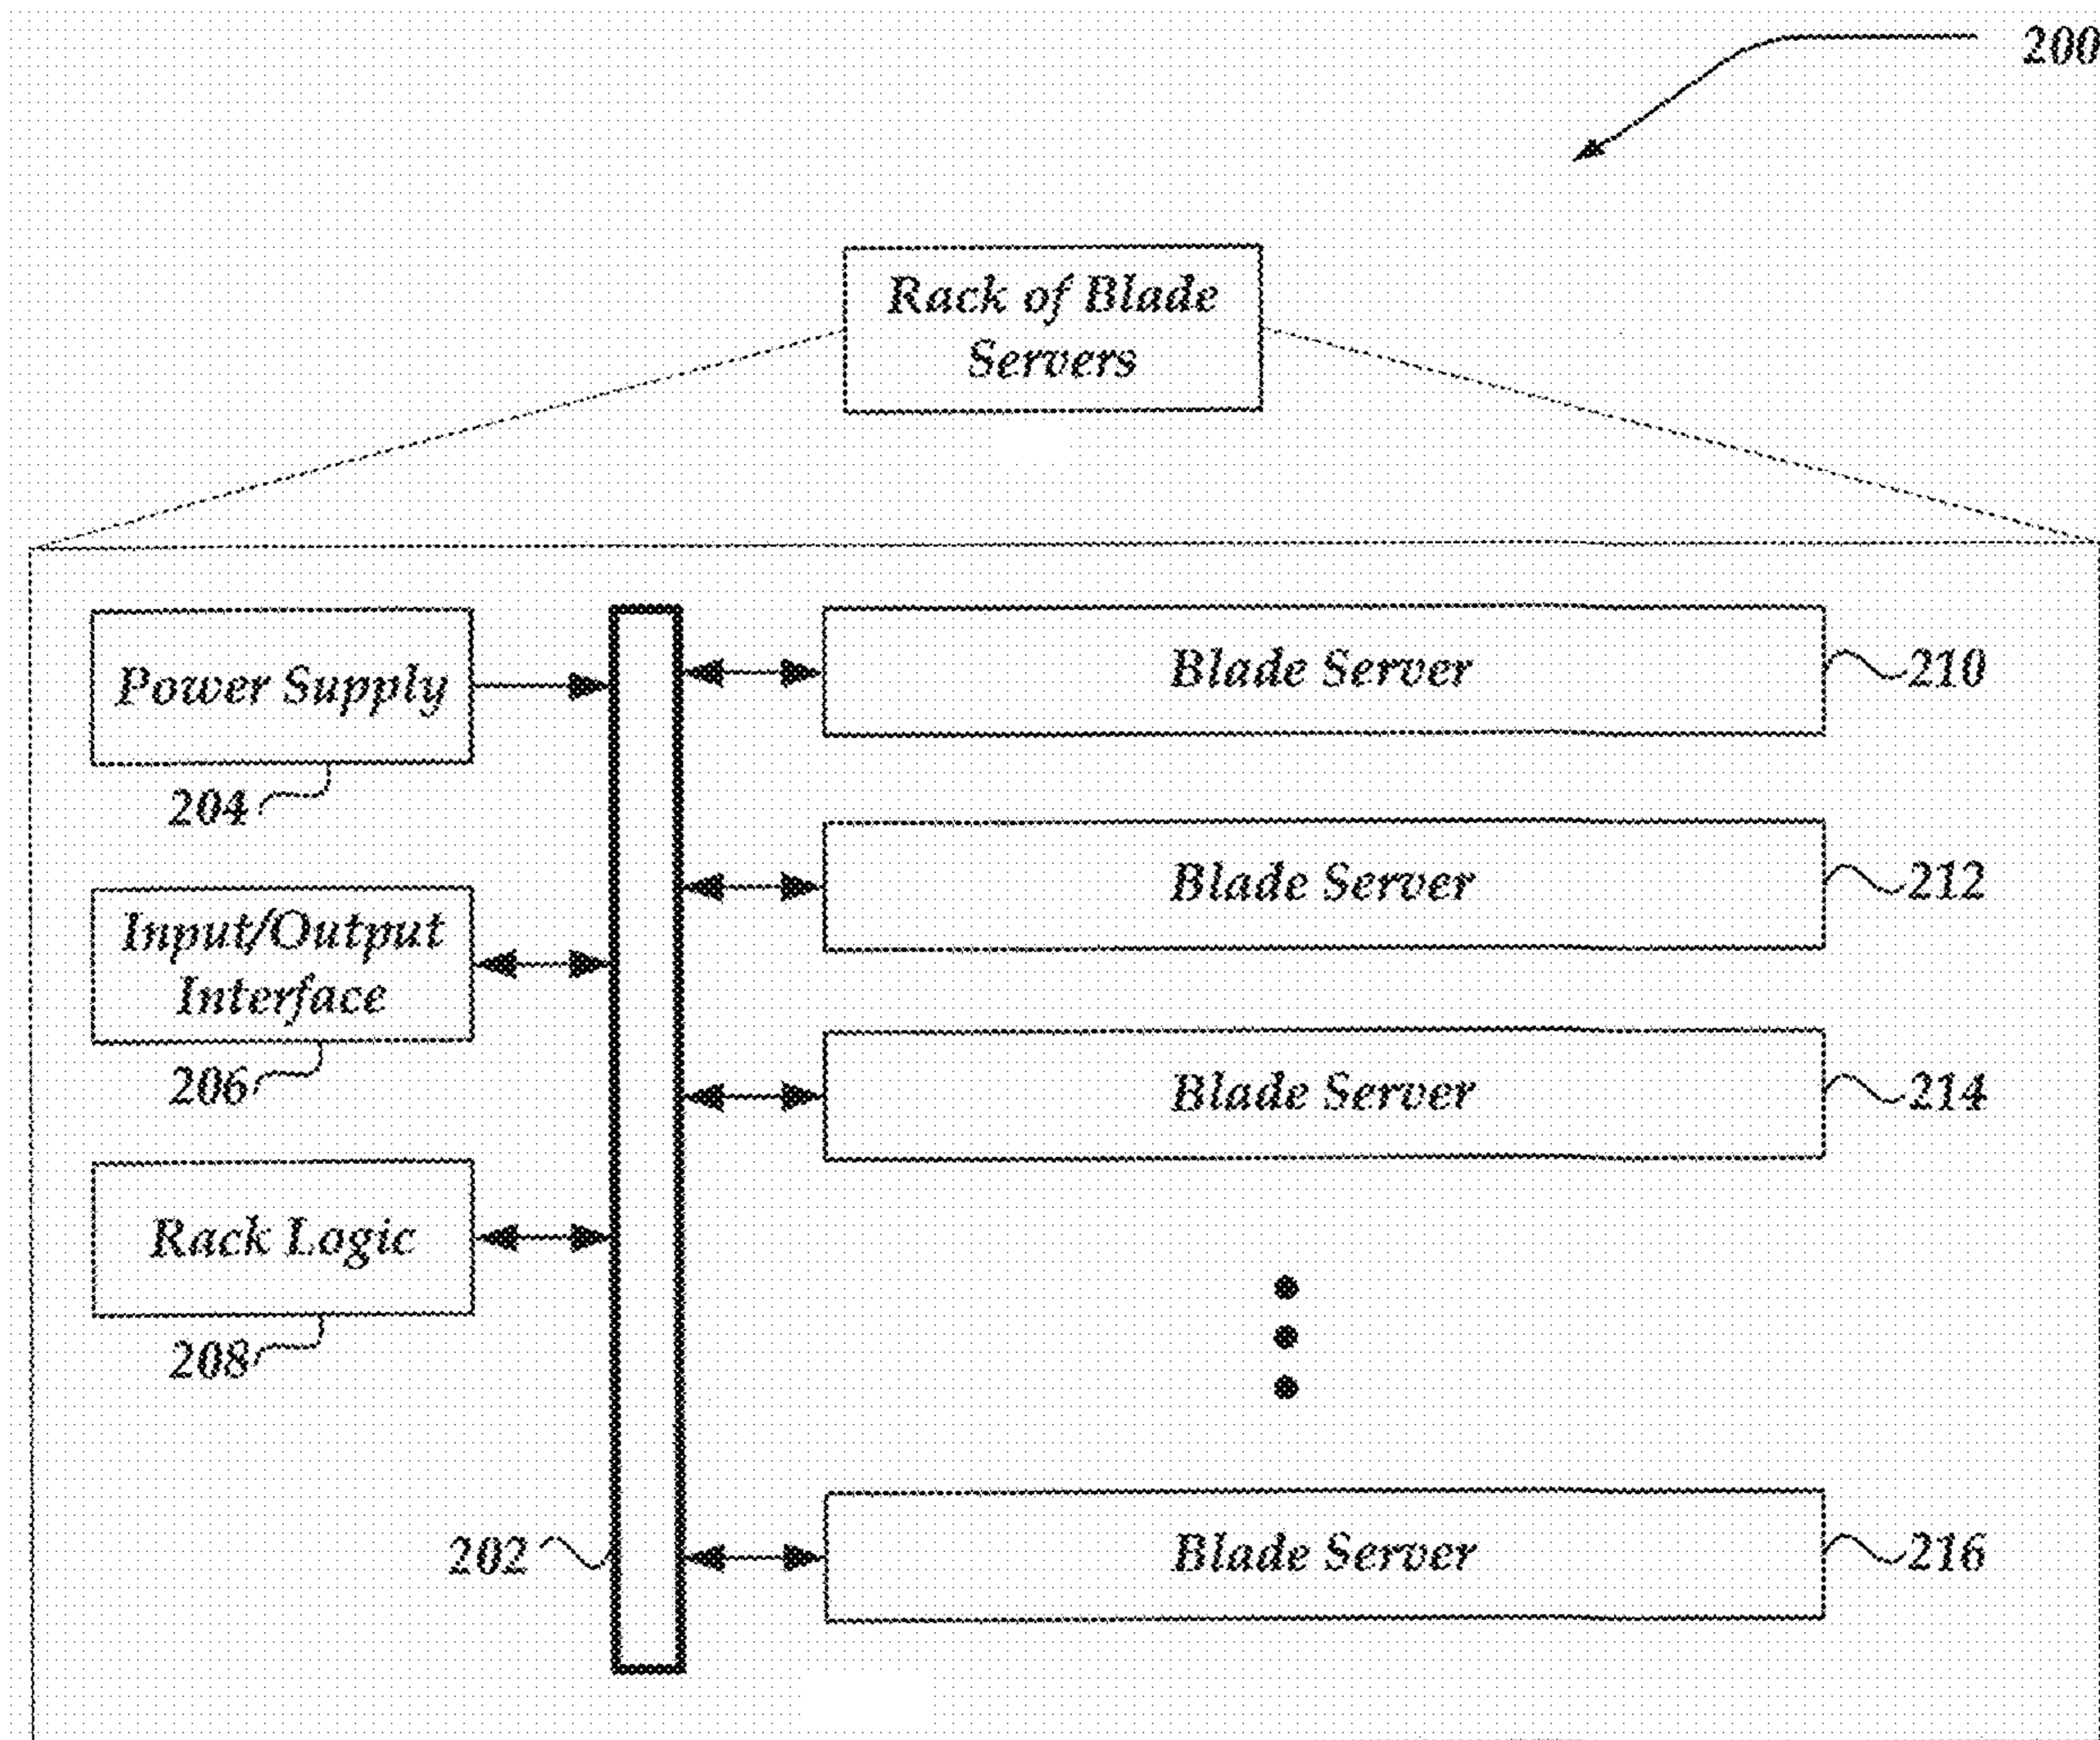 200
Rack of Blade
Servers
Power Supply
204
Input/Output
Interface
206
Rack Logic
208
202
Blade Server
210
Blade Server
212
Blade Server
214
Blade Server
216